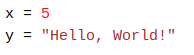 x = 5
y = "Hello, World!"